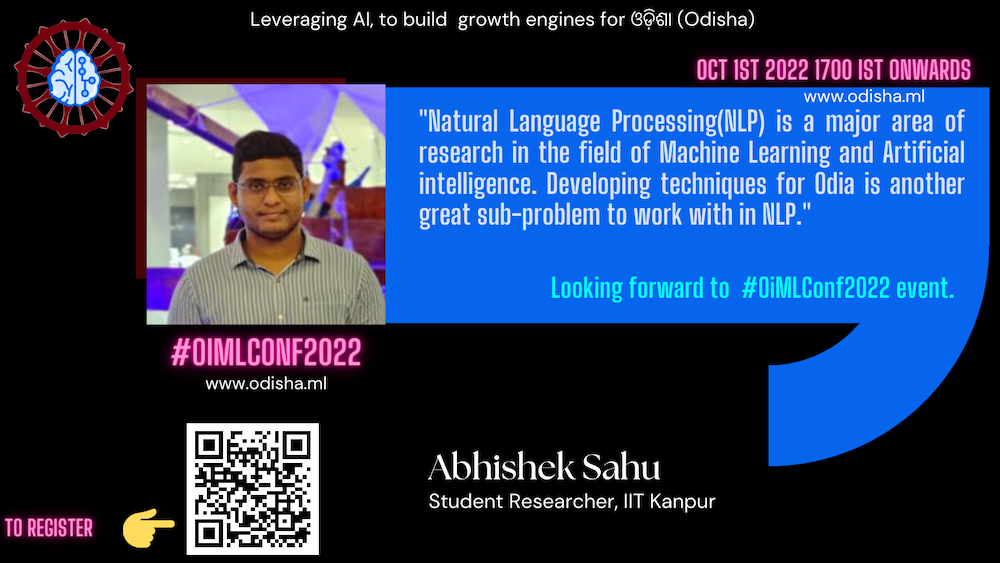 Leveraging AI, to build growth engines for ଓଡ଼ିଶା (Odisha)
OCT 1ST 2022 1700 IST ONWARDS
www.odisha.ml
"Natural Language Processing(NLP) is a major area of
research in the field of Machine Learning and Artificial
intelligence. Developing techniques for Odia is another
great sub-problem to work with in NLP."
Looking forward to #OiMLConf2022 event.
#OIMLCONF2022
www.odisha.ml
Abhishek Sahu
Student Researcher, IIT Kanpur
TO REGISTER